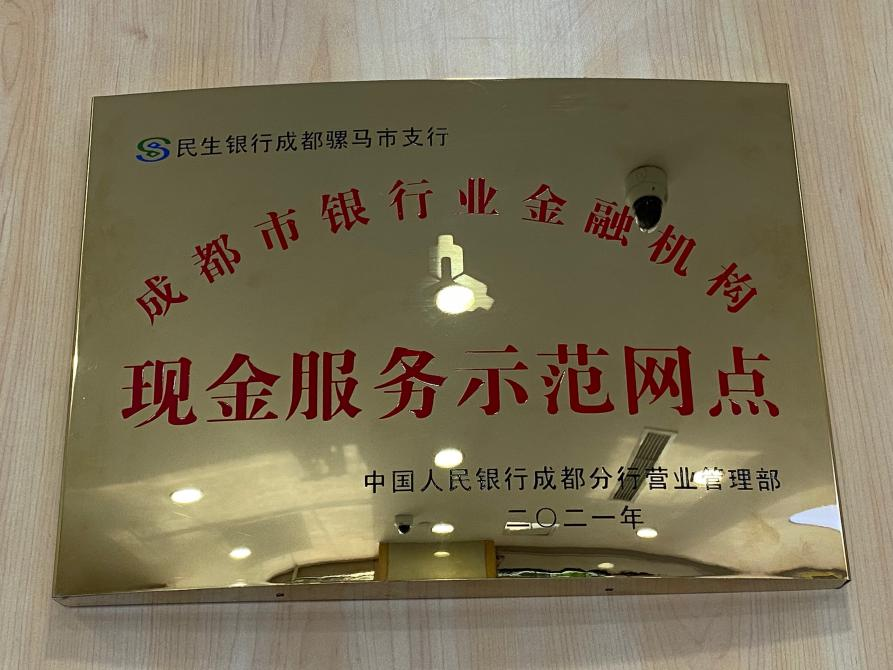 民生银行成都骡马市支行
成都市银行业金融机构
现金服务示范网点
中国人民银行成都分行营业管理部
二〇二一年